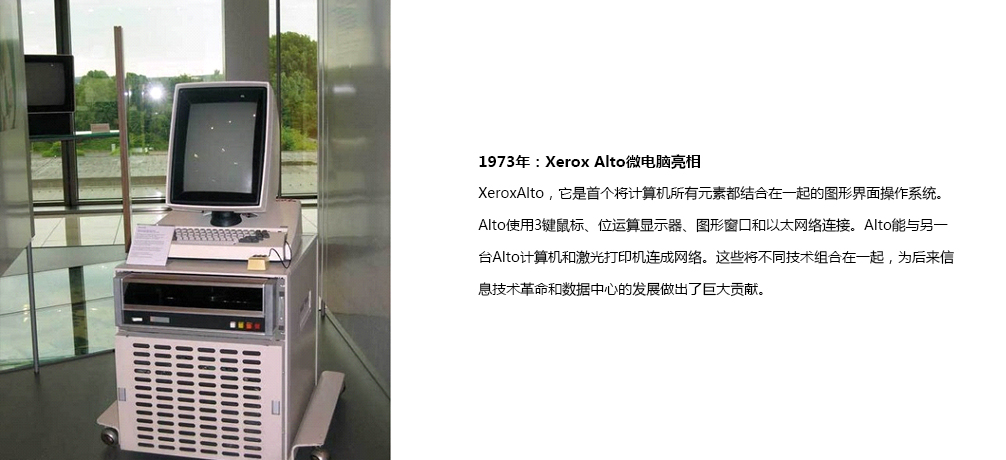 1973年：Xerox Alto微电脑亮相
XeroxAlto，它是首个将计算机所有元素都结合在一起的图形界面操作系统。
Alto使用3键鼠标、位运算显示器、图形窗口和以太网络连接。Alto能与另一
台Alto计算机和激光打印机连成网络。这些将不同技术组合在一起，为后来信
息技术革命和数据中心的发展做出了巨大贡献。